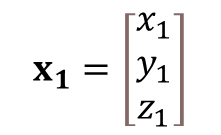 𝐱₁ = [x₁
y₁
z₁]